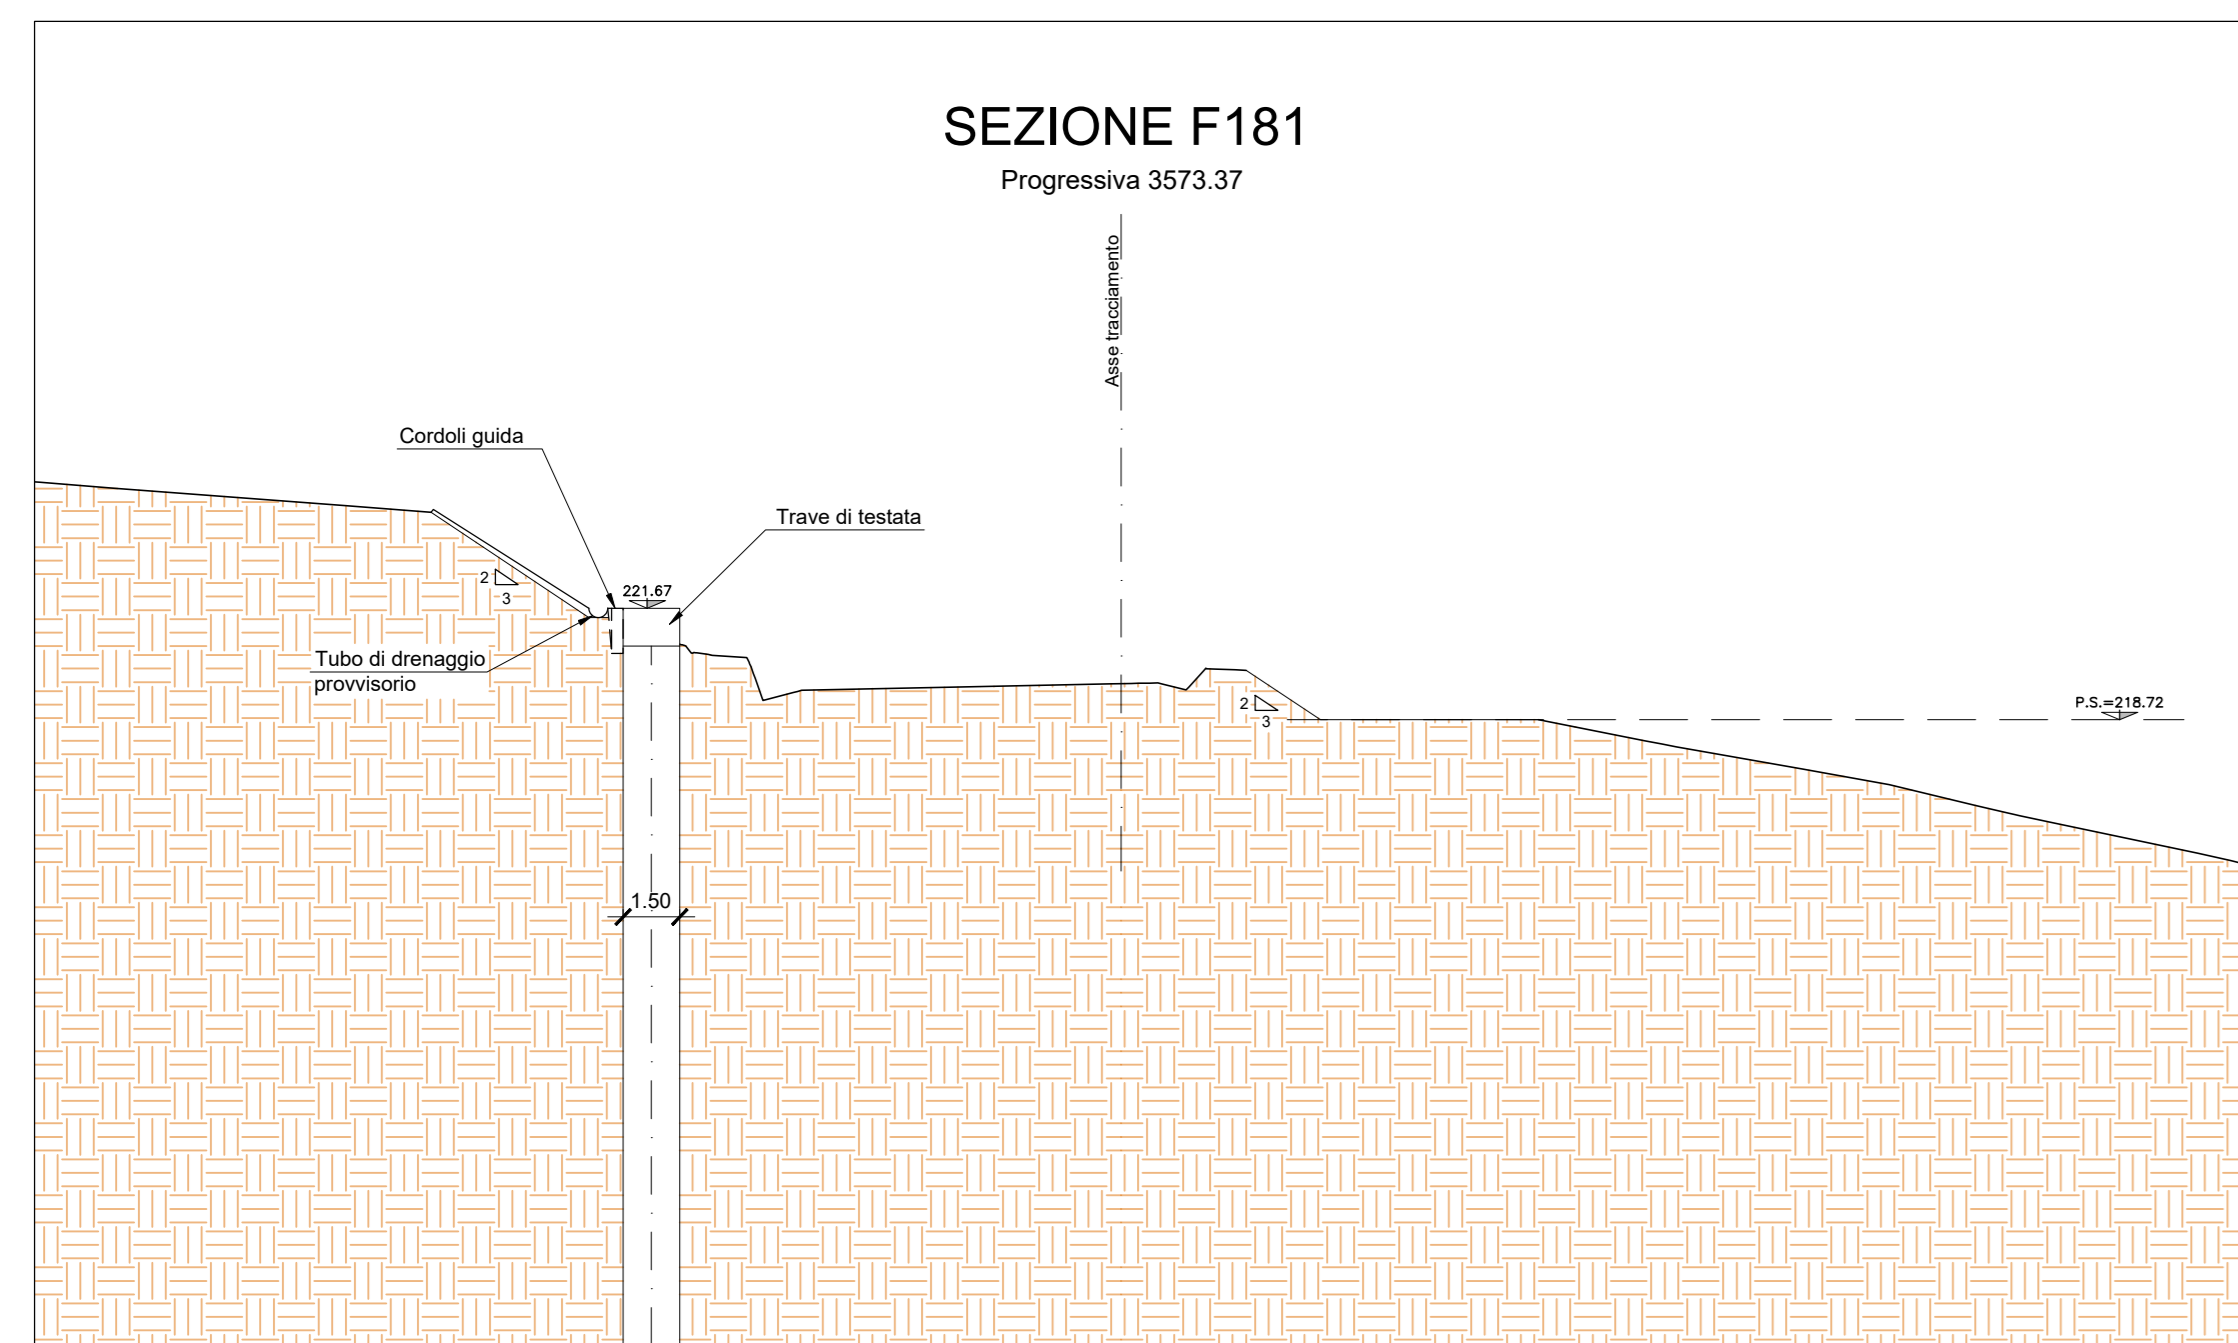 SEZIONE F181
Progressiva 3573.37
Asse tracciamento
Cordoli guida
Trave di testata
2
3
221.67
Tubo di drenaggio
provvisorio
2
3
P.S.=218.72
1.50